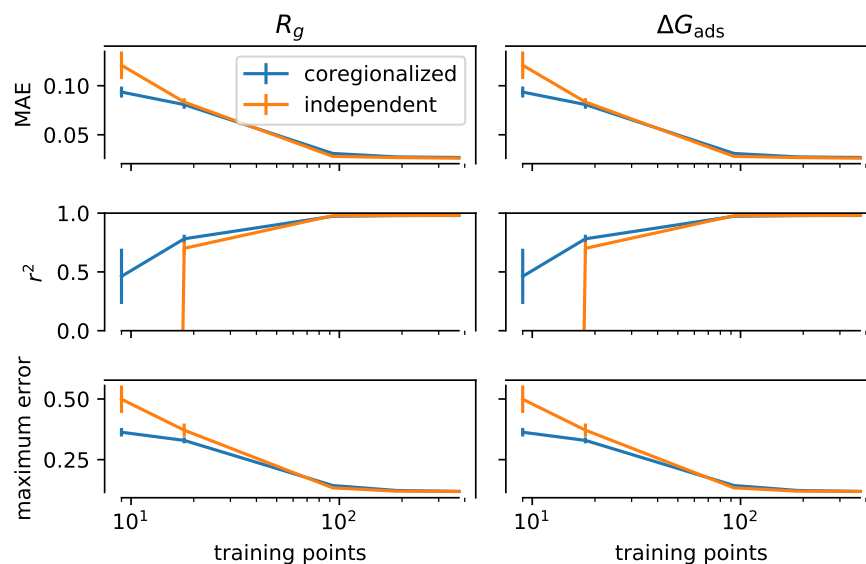 R_g
ΔG_ads
coregionalized
independent
MAE
0.10
0.05
r²
1.0
0.5
0.0
maximum error
0.50
0.25
10¹ 10² 10¹ 10²
training points training points